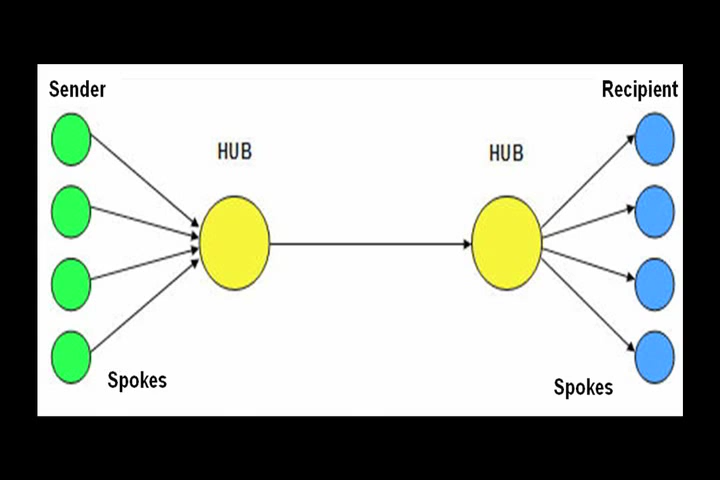 Sender
Recipient
HUB
HUB
Spokes
Spokes